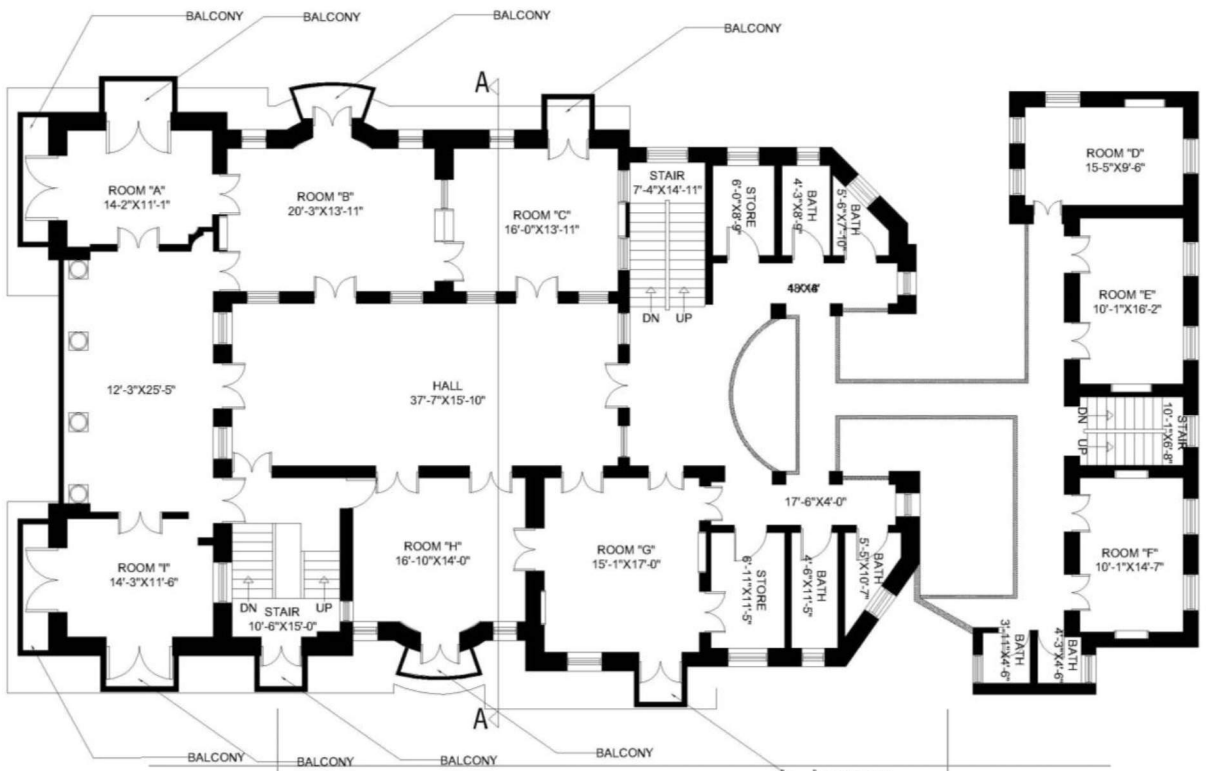 BALCONY
BALCONY
BALCONY
BALCONY
A
ROOM "A"
14-2"X11'-1"
ROOM "B"
20'-3"X13'-11"
ROOM "C"
16'-0"X13'-11"
STAIR
7'-4"X14'-11"
DN
UP
STORE
6'-0"X8'-9"
BATH
4'-3"X8'-9"
BATH
5'-6"X7'-10"
ROOM "D"
15-5"X9'-6"
ROOM "E"
10'-1"X16'-2"
12'-3"X25'-5"
HALL
37'-7"X15'-10"
STAIR
10'-1"X6'-8"
DN
UP
17'-6"X4'-0"
ROOM "I"
14'-3"X11'-6"
DN
UP
STAIR
10'-6"X15'-0"
ROOM "H"
16'-10"X14'-0"
ROOM "G"
15'-1"X17'-0"
STORE
6'-11"X11'-5"
BATH
4'-6"X11'-5"
BATH
5'-5"X10'-7"
ROOM "F"
10'-1"X14'-7"
BATH
3'-11"X4'-6"
BATH
4'-3"X4'-6"
A
BALCONY
BALCONY
BALCONY
BALCONY